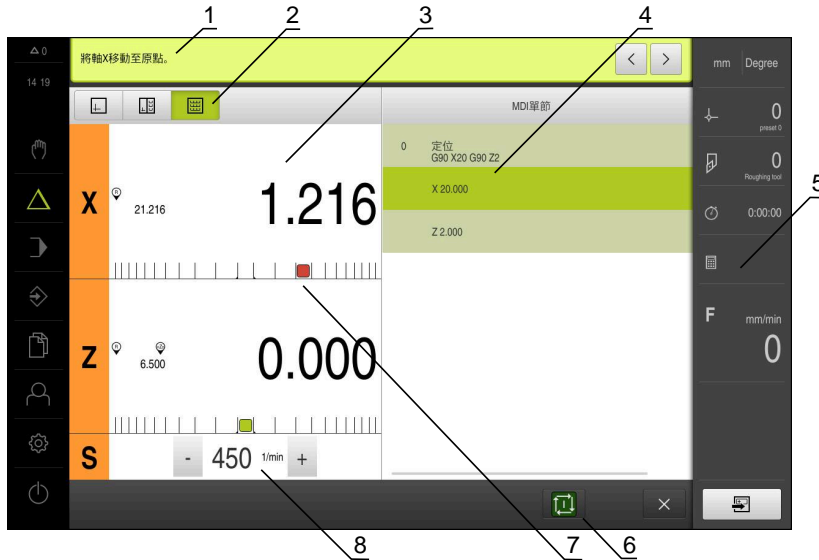 1
2
3
4
△ 0
14 19
將軸X移動至原點。
< >
mm Degree
MDI單節
0
preset 0
0
Roughing tool
5
0:00:00
F mm/min
0
X
R
21.216
1.216
0 定位
G90 X20 G90 Z2
X 20.000
Z 2.000
Z
R
6.500
0.000
S
- 450 1/min +
8
7
6